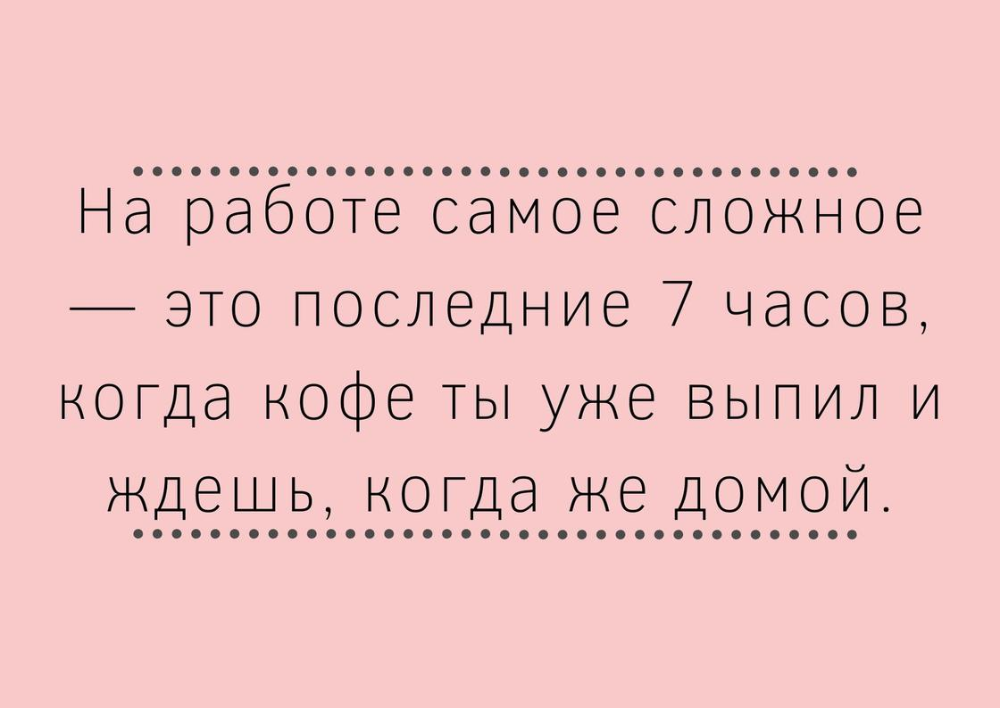 На работе самое сложное
— это последние 7 часов,
когда кофе ты уже выпил и
ждешь, когда же домой.